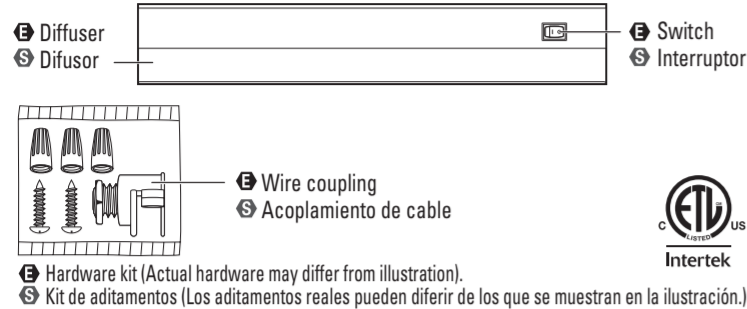 E Diffuser
S Difusor
E Switch
S Interruptor
E Wire coupling
S Acoplamiento de cable
ETL
C US
LISTED
Intertek
E Hardware kit (Actual hardware may differ from illustration).
S Kit de aditamentos (Los aditamentos reales pueden diferir de los que se muestran en la ilustración.)